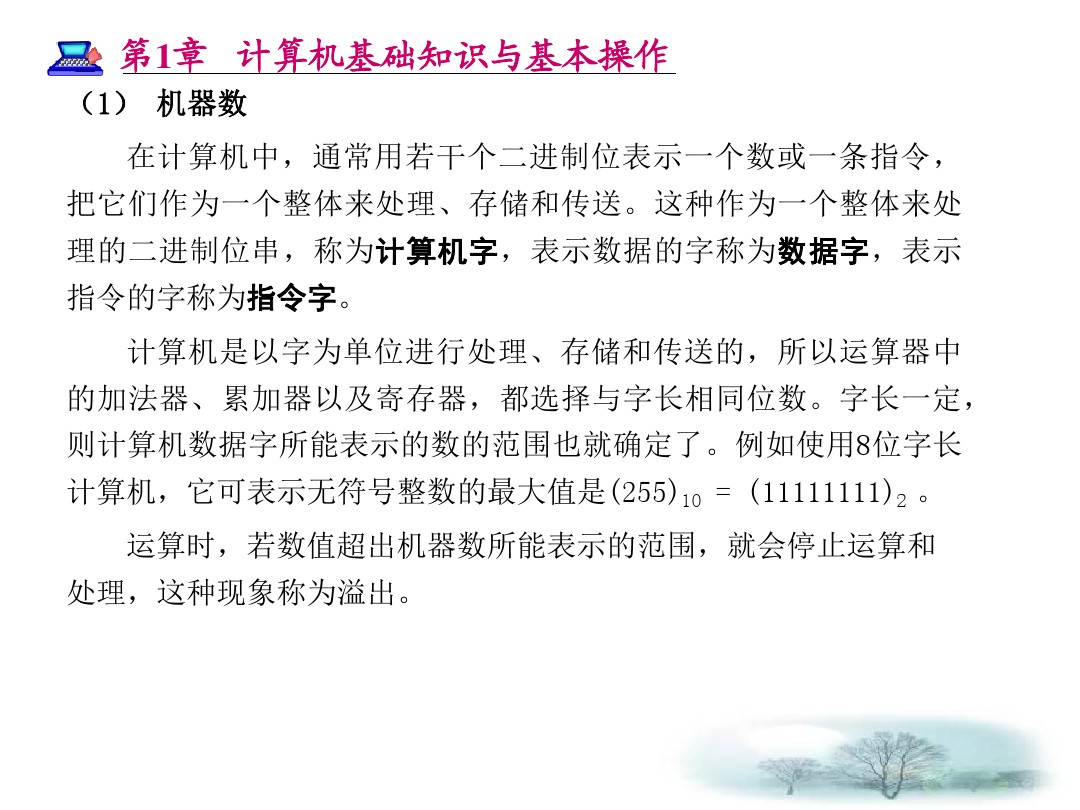 第1章 计算机基础知识与基本操作
（1） 机器数
在计算机中，通常用若干个二进制位表示一个数或一条指令，
把它们作为一个整体来处理、存储和传送。这种作为一个整体来处
理的二进制位串，称为计算机字，表示数据的字称为数据字，表示
指令的字称为指令字。
计算机是以字为单位进行处理、存储和传送的，所以运算器中
的加法器、累加器以及寄存器，都选择与字长相同位数。字长一定，
则计算机数据字所能表示的数的范围也就确定了。例如使用8位字长
计算机，它可表示无符号整数的最大值是(255)₁₀ = (11111111)₂ 。
运算时，若数值超出机器数所能表示的范围，就会停止运算和
处理，这种现象称为溢出。